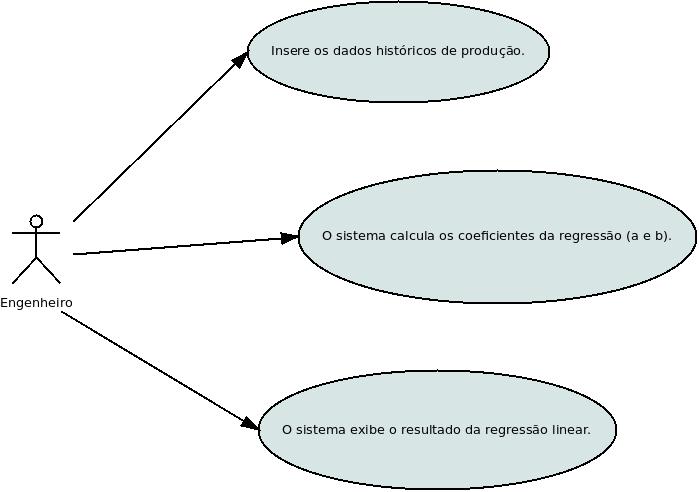 Insere os dados históricos de produção.
O sistema calcula os coeficientes da regressão (a e b).
Engenheiro
O sistema exibe o resultado da regressão linear.